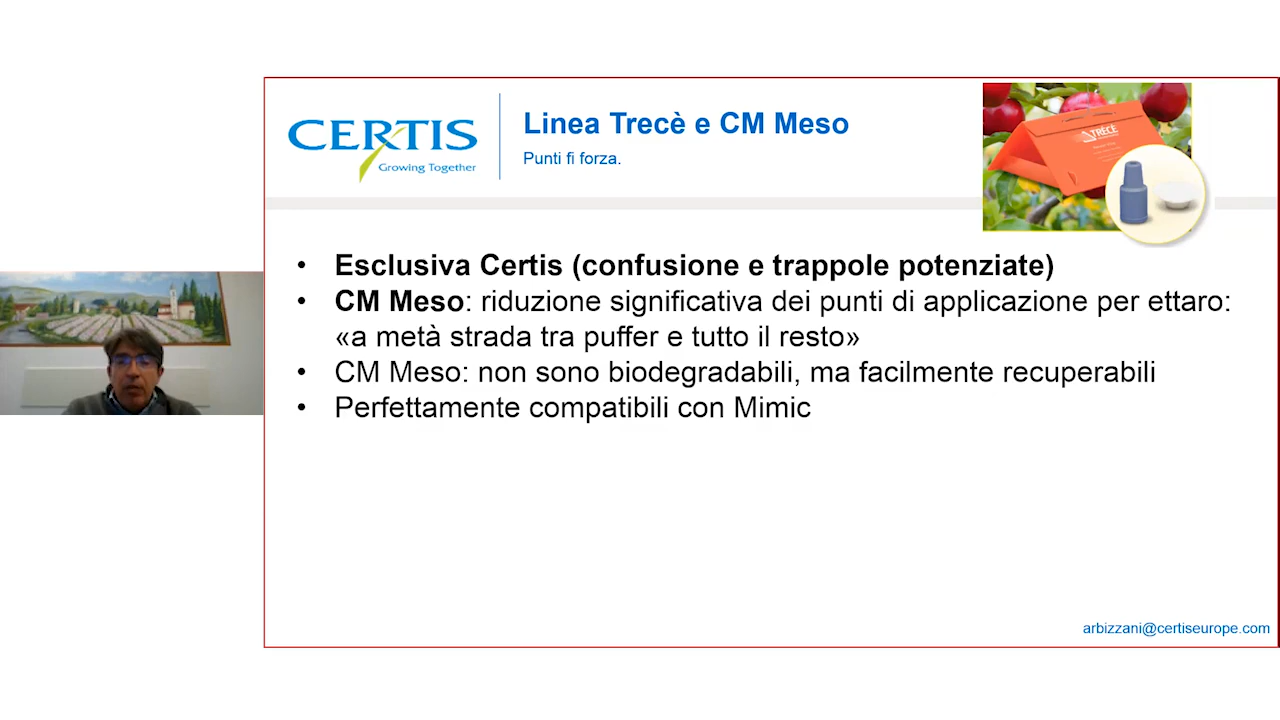 CERTIS
Growing Together
Linea Trecè e CM Meso
Punti fi forza.
TRĒCĒ
• Esclusiva Certis (confusione e trappole potenziate)
• CM Meso: riduzione significativa dei punti di applicazione per ettaro:
«a metà strada tra puffer e tutto il resto»
• CM Meso: non sono biodegradabili, ma facilmente recuperabili
• Perfettamente compatibili con Mimic
arbizzani@certiseurope.com